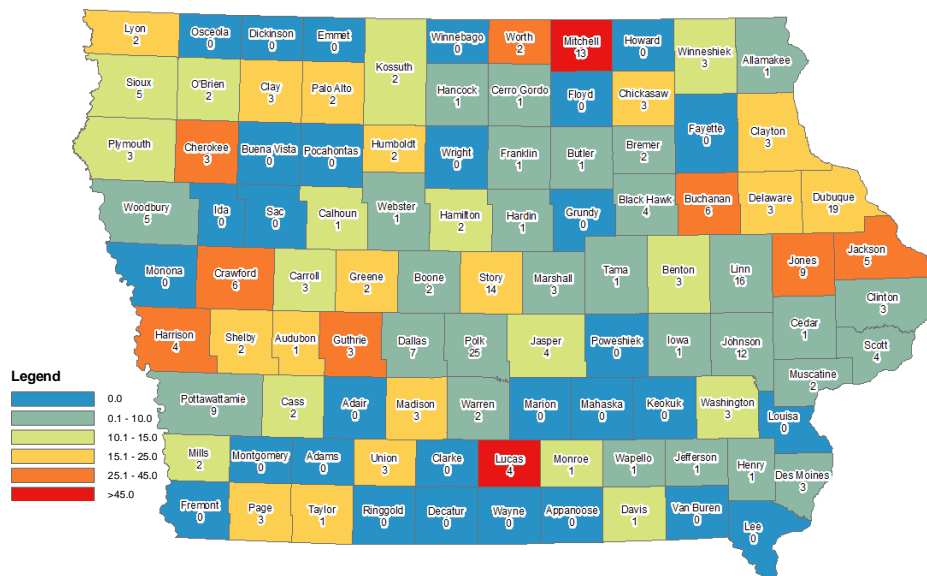 Lyon
2
Osceola
0
Dickinson
0
Emmet
0
Kossuth
2
Winnebago
0
Worth
2
Mitchell
13
Howard
0
Winneshiek
3
Allamakee
1
Sioux
5
O'Brien
2
Clay
3
Palo Alto
2
Hancock
1
Cerro Gordo
1
Floyd
0
Chickasaw
3
Fayette
0
Clayton
3
Plymouth
3
Cherokee
3
Buena Vista
0
Pocahontas
0
Humboldt
2
Wright
0
Franklin
1
Butler
1
Bremer
2
Woodbury
5
Ida
0
Sac
0
Calhoun
1
Webster
1
Hamilton
2
Hardin
1
Grundy
0
Black Hawk
4
Buchanan
6
Delaware
3
Dubuque
19
Monona
0
Crawford
6
Carroll
3
Greene
2
Boone
2
Story
14
Marshall
3
Tama
1
Benton
3
Linn
16
Jones
9
Jackson
5
Clinton
3
Harrison
4
Shelby
2
Audubon
1
Guthrie
3
Dallas
7
Polk
25
Jasper
4
Poweshiek
0
Iowa
1
Johnson
12
Cedar
1
Scott
4
Muscatine
2
Pottawattamie
9
Cass
2
Adair
0
Madison
3
Warren
2
Marion
0
Mahaska
0
Keokuk
0
Washington
3
Louisa
0
Mills
2
Montgomery
0
Adams
0
Union
3
Clarke
0
Lucas
4
Monroe
1
Wapello
1
Jefferson
1
Henry
1
Des Moines
3
Fremont
0
Page
3
Taylor
1
Ringgold
0
Decatur
0
Wayne
0
Appanoose
0
Davis
1
Van Buren
0
Lee
0
Legend
0.0
0.1 - 10.0
10.1 - 15.0
15.1 - 25.0
25.1 - 45.0
>45.0